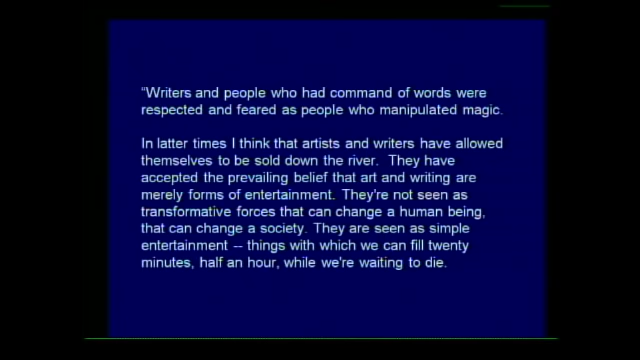 “Writers and people who had command of words were
respected and feared as people who manipulated magic.
In latter times I think that artists and writers have allowed
themselves to be sold down the river. They have
accepted the prevailing belief that art and writing are
merely forms of entertainment. They're not seen as
transformative forces that can change a human being,
that can change a society. They are seen as simple
entertainment -- things with which we can fill twenty
minutes, half an hour, while we're waiting to die.